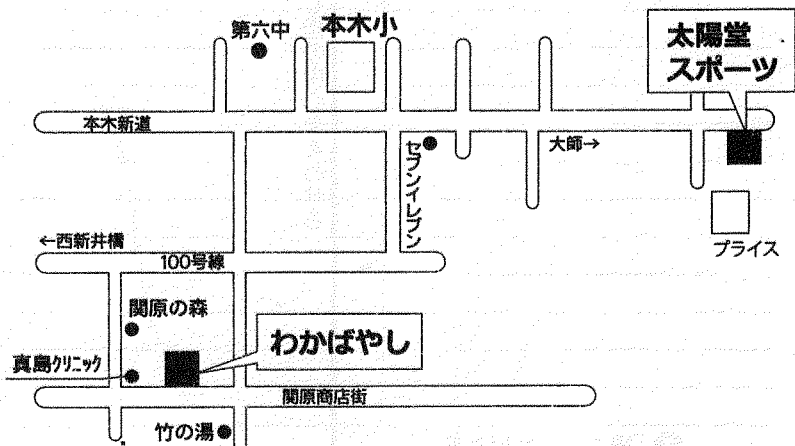 第六中
本木小
太陽堂
スポーツ
本木新道
セブンイレブン
大師→
プライス
←西新井橋
100号線
関原の森
わかばやし
真島クリニック
関原商店街
竹の湯